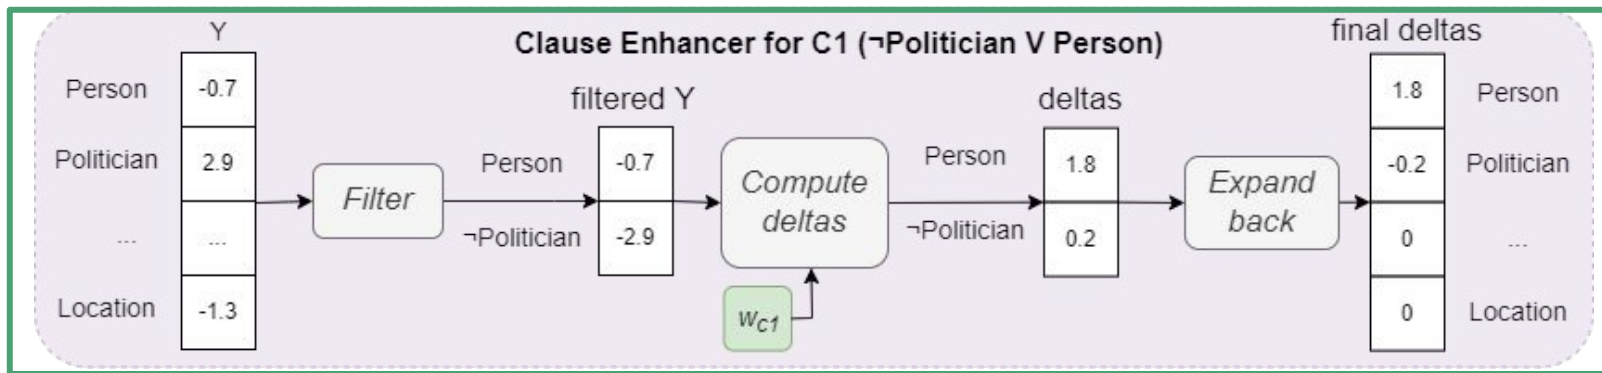 Y
Clause Enhancer for C1 (¬Politician V Person)
final deltas
Person
-0.7
filtered Y
deltas
1.8
Person
Politician
2.9
Filter
Person
-0.7
¬Politician
-2.9
Compute
deltas
Person
1.8
¬Politician
0.2
Expand
back
-0.2
Politician
...
...
0
...
Location
-1.3
wC1
0
Location